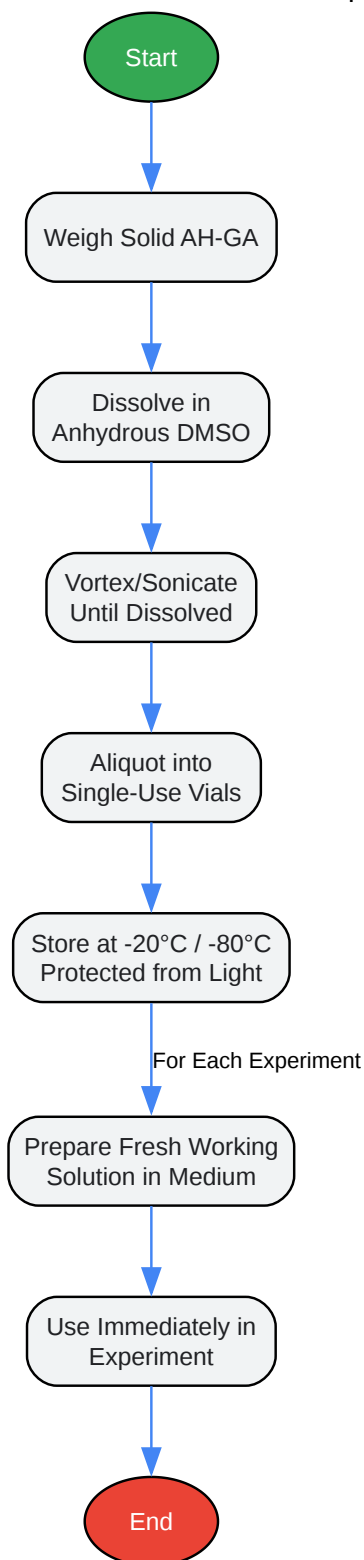 Start
Weigh Solid AH-GA
Dissolve in
Anhydrous DMSO
Vortex/Sonicate
Until Dissolved
Aliquot into
Single-Use Vials
Store at -20°C / -80°C
Protected from Light
For Each Experiment
Prepare Fresh Working
Solution in Medium
Use Immediately in
Experiment
End